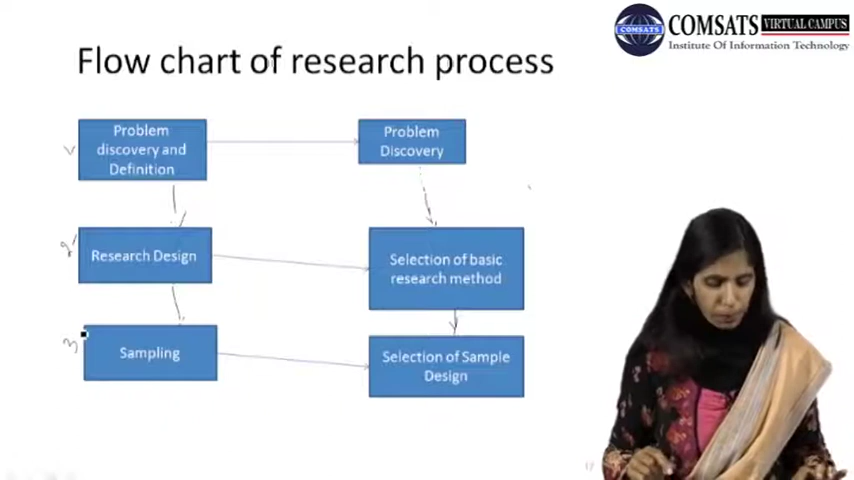 COMSATS VIRTUAL CAMPUS
COMSATS
Institute Of Information Technology
Flow chart of research process
Problem
discovery and
Definition
Problem
Discovery
Research Design
Selection of basic
research method
3
Sampling
Selection of Sample
Design